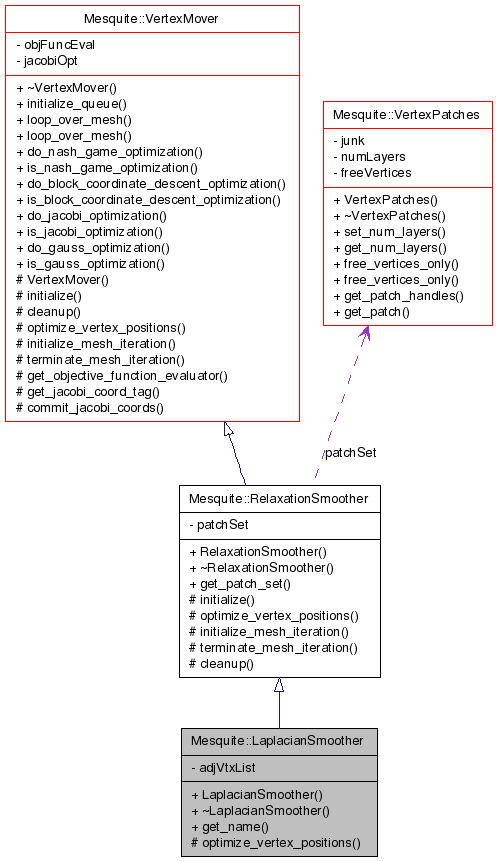 Mesquite::VertexMover
- objFuncEval
- jacobiOpt
+ ~VertexMover()
+ initialize_queue()
+ loop_over_mesh()
+ loop_over_mesh()
+ do_nash_game_optimization()
+ is_nash_game_optimization()
+ do_block_coordinate_descent_optimization()
+ is_block_coordinate_descent_optimization()
+ do_jacobi_optimization()
+ is_jacobi_optimization()
+ do_gauss_optimization()
+ is_gauss_optimization()
# VertexMover()
# initialize()
# cleanup()
# optimize_vertex_positions()
# initialize_mesh_iteration()
# terminate_mesh_iteration()
# get_objective_function_evaluator()
# get_jacobi_coord_tag()
# commit_jacobi_coords()
Mesquite::VertexPatches
- junk
- numLayers
- freeVertices
+ VertexPatches()
+ ~VertexPatches()
+ set_num_layers()
+ get_num_layers()
+ free_vertices_only()
+ free_vertices_only()
+ get_patch_handles()
+ get_patch()
patchSet
Mesquite::RelaxationSmoother
- patchSet
+ RelaxationSmoother()
+ ~RelaxationSmoother()
+ get_patch_set()
# initialize()
# optimize_vertex_positions()
# initialize_mesh_iteration()
# terminate_mesh_iteration()
# cleanup()
Mesquite::LaplacianSmoother
- adjVtxList
+ LaplacianSmoother()
+ ~LaplacianSmoother()
+ get_name()
# optimize_vertex_positions()